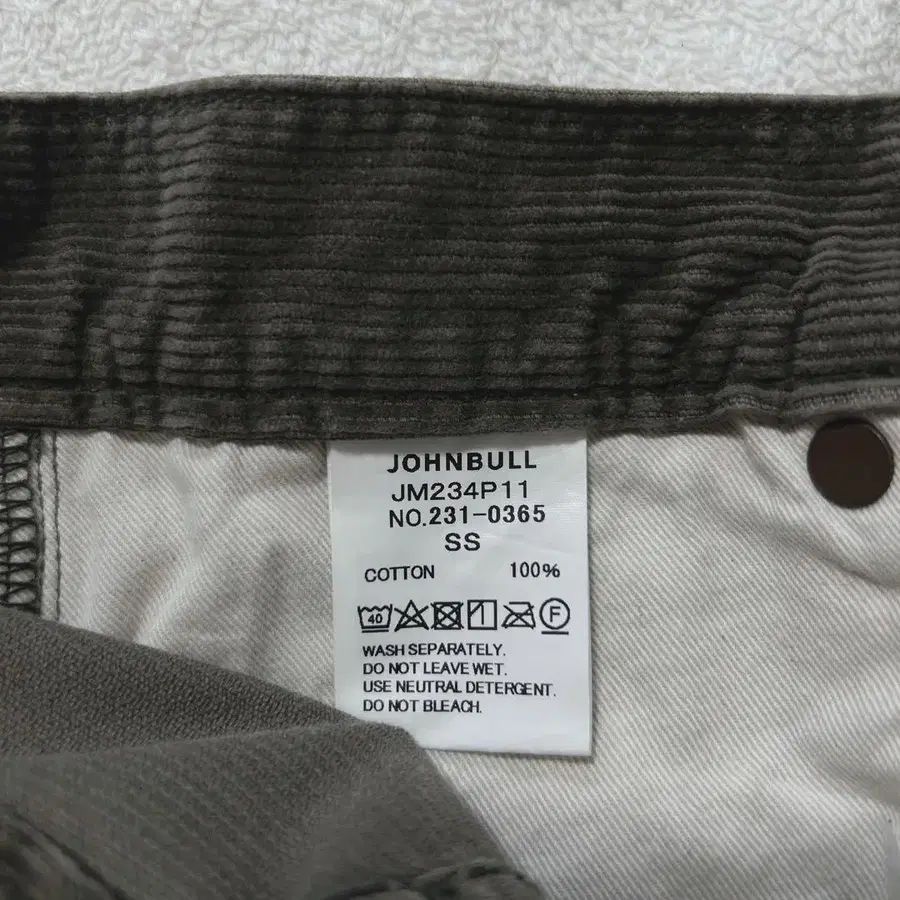 JOHNBULL
JM234P11
NO.231-0365
SS
COTTON 100%
40 F
WASH SEPARATELY.
DO NOT LEAVE WET.
USE NEUTRAL DETERGENT.
DO NOT BLEACH.